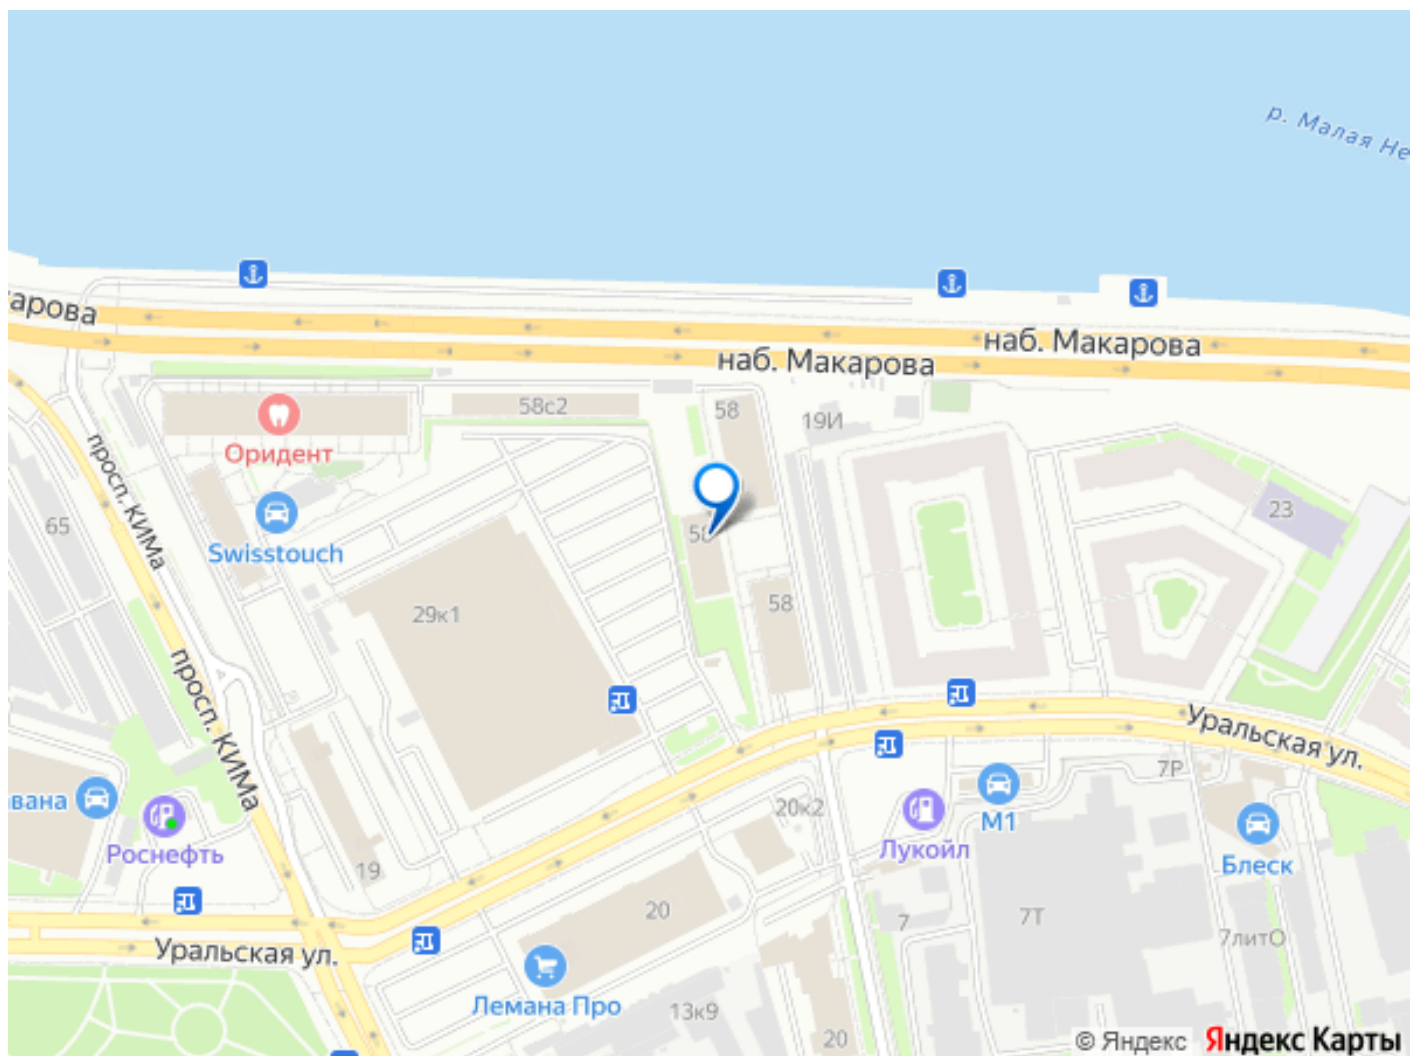 р. Малая Не
арова
наб. Макарова
наб. Макарова
58с2
58
19И
Оридент
просп. КИМа
65
23
Swisstouch
58
29к1
58
просп. КИМа
Уральская ул.
7Р
авана
20к2
М1
Роснефть
Лукойл
Блеск
19
20
7
7Т
7литО
Уральская ул.
Лемана Про
13к9
20
© Яндекс Яндекс Карты